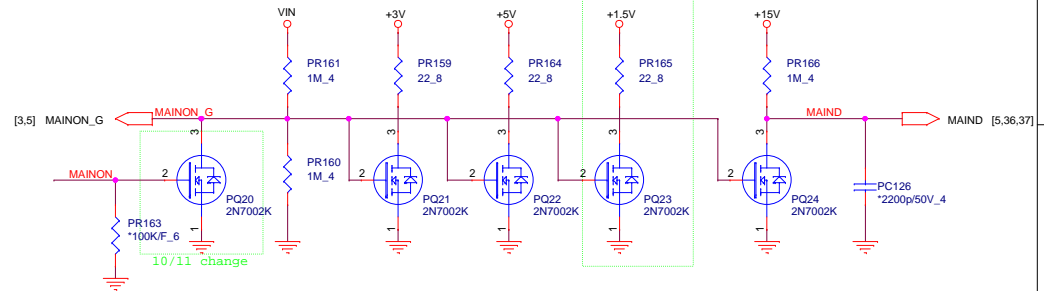 VIN
+3V
+5V
+1.5V
+15V
PR161
1M_4
PR159
22_8
PR164
22_8
PR165
22_8
PR166
1M_4
[3,5] MAINON_G
MAINON_G
MAIND
MAIND [5,36,37]
3
3
3
3
3
PR160
1M_4
MAINON
2
2
2
2
2
PQ20
2N7002K
PQ21
2N7002K
PQ22
2N7002K
PQ23
2N7002K
PQ24
2N7002K
PC126
*2200p/50V_4
PR163
*100K/F_6
1
1
1
1
1
10/11 change